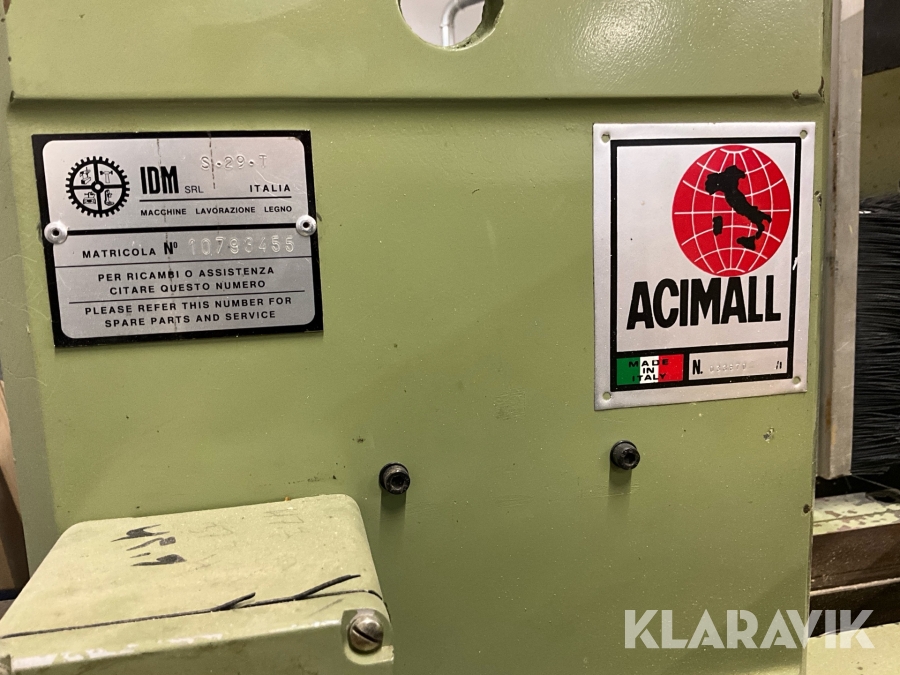 S.29.T
IDM SRL ITALIA
MACCHINE LAVORAZIONE LEGNO
MATRICOLA Nº 10793455
PER RICAMBI O ASSISTENZA
CITARE QUESTO NUMERO
PLEASE REFER THIS NUMBER FOR
SPARE PARTS AND SERVICE
ACIMALL
MADE
IN
ITALY
N.
KLARAVIK